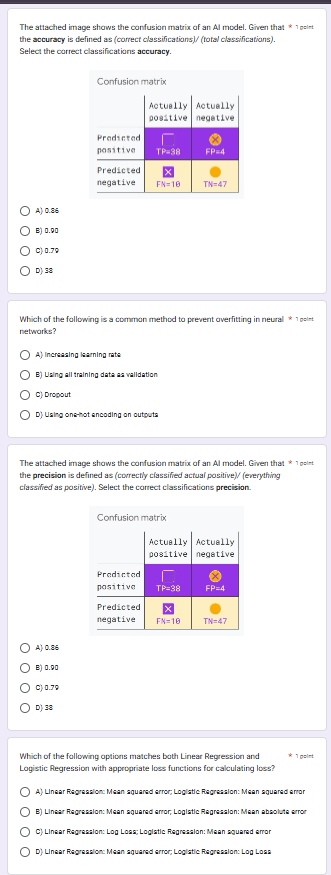 The attached image shows the confusion matrix of an AI model. Given that * 1 point
the accuracy is defined as (correct classifications)/ (total classifications).
Select the correct classifications accuracy.
Confusion matrix
Actually Actually
positive negative
Predicted
positive TP=38 FP=4
Predicted
negative FN=10 TN=47
A) 0.86
B) 0.90
C) 0.79
D) 38
Which of the following is a common method to prevent overfitting in neural * 1 point
networks?
A) Increasing learning rate
B) Using all training data as validation
C) Dropout
D) Using one-hot encoding on outputs
The attached image shows the confusion matrix of an AI model. Given that * 1 point
the precision is defined as (correctly classified actual positive)/ (everything
classified as positive). Select the correct classifications precision.
Confusion matrix
Actually Actually
positive negative
Predicted
positive TP=38 FP=4
Predicted
negative FN=10 TN=47
A) 0.86
B) 0.90
C) 0.79
D) 38
Which of the following options matches both Linear Regression and * 1 point
Logistic Regression with appropriate loss functions for calculating loss?
A) Linear Regression: Mean squared error; Logistic Regression: Mean squared error
B) Linear Regression: Mean squared error; Logistic Regression: Mean absolute error
C) Linear Regression: Log Loss; Logistic Regression: Mean squared error
D) Linear Regression: Mean squared error; Logistic Regression: Log Loss